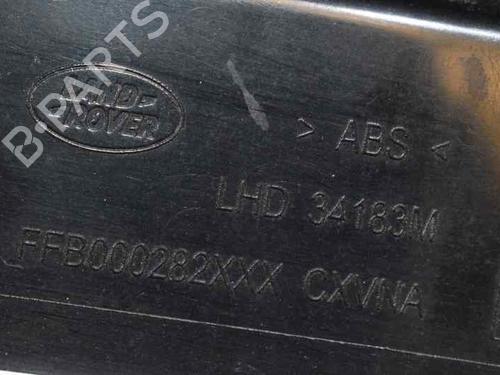 B-PARTS
LAND-
ROVER
> ABS <
LHD 34183M
FFB000282XXX CXVNA